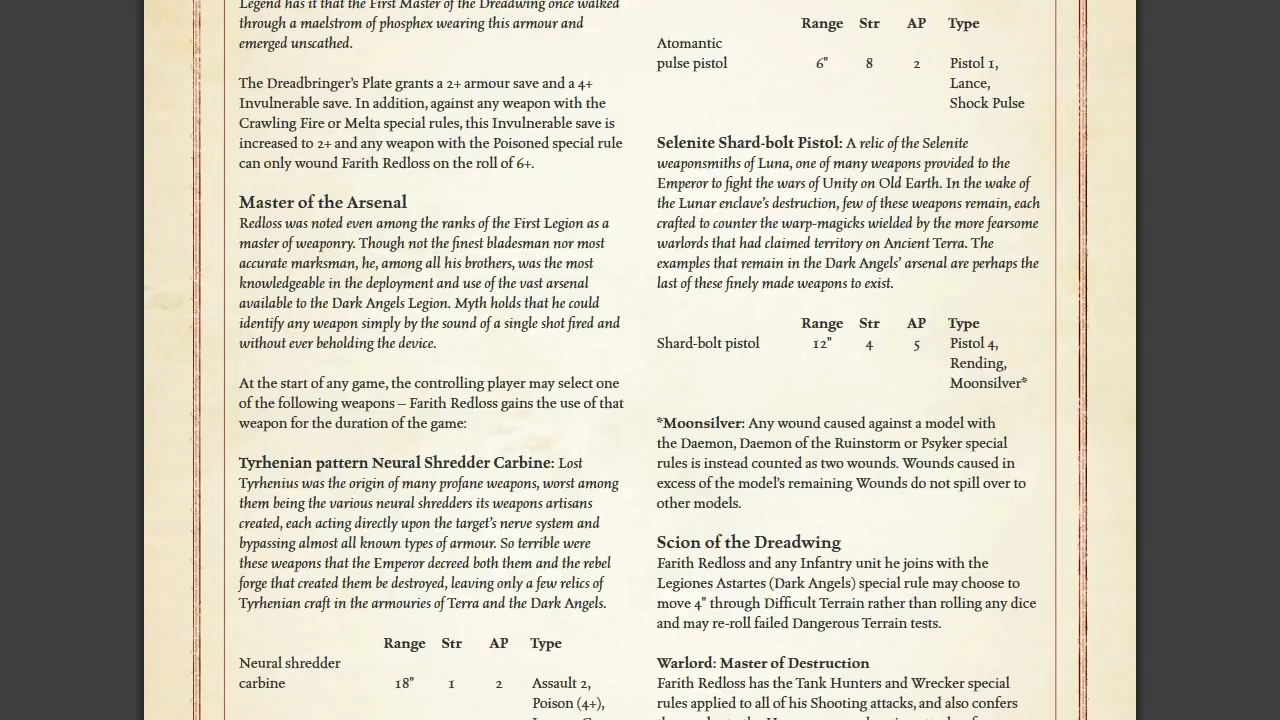 Legend has it that the First Master of the Dreadwing once walked
through a maelstrom of phosphex wearing this armour and
emerged unscathed.
The Dreadbringer's Plate grants a 2+ armour save and a 4+
Invulnerable save. In addition, against any weapon with the
Crawling Fire or Melta special rules, this Invulnerable save is
increased to 2+ and any weapon with the Poisoned special rule
can only wound Farith Redloss on the roll of 6+.
Master of the Arsenal
Redloss was noted even among the ranks of the First Legion as a
master of weaponry. Though not the finest bladesman nor most
accurate marksman, he, among all his brothers, was the most
knowledgeable in the deployment and use of the vast arsenal
available to the Dark Angels Legion. Myth holds that he could
identify any weapon simply by the sound of a single shot fired and
without ever beholding the device.
At the start of any game, the controlling player may select one
of the following weapons – Farith Redloss gains the use of that
weapon for the duration of the game:
Tyrhenian pattern Neural Shredder Carbine: Lost
Tyrhenius was the origin of many profane weapons, worst among
them being the various neural shredders its weapons artisans
created, each acting directly upon the target's nerve system and
bypassing almost all known types of armour. So terrible were
these weapons that the Emperor decreed both them and the rebel
forge that created them be destroyed, leaving only a few relics of
Tyrhenian craft in the armouries of Terra and the Dark Angels.
Range Str AP Type
Neural shredder
carbine 18" 1 2 Assault 2,
Poison (4+),
Range Str AP Type
Atomantic
pulse pistol 6" 8 2 Pistol 1,
Lance,
Shock Pulse
Selenite Shard-bolt Pistol: A relic of the Selenite
weaponsmiths of Luna, one of many weapons provided to the
Emperor to fight the wars of Unity on Old Earth. In the wake of
the Lunar enclave's destruction, few of these weapons remain, each
crafted to counter the warp-magicks wielded by the more fearsome
warlords that had claimed territory on Ancient Terra. The
examples that remain in the Dark Angels' arsenal are perhaps the
last of these finely made weapons to exist.
Range Str AP Type
Shard-bolt pistol 12" 4 5 Pistol 4,
Rending,
Moonsilver*
*Moonsilver: Any wound caused against a model with
the Daemon, Daemon of the Ruinstorm or Psyker special
rules is instead counted as two wounds. Wounds caused in
excess of the model's remaining Wounds do not spill over to
other models.
Scion of the Dreadwing
Farith Redloss and any Infantry unit he joins with the
Legiones Astartes (Dark Angels) special rule may choose to
move 4" through Difficult Terrain rather than rolling any dice
and may re-roll failed Dangerous Terrain tests.
Warlord: Master of Destruction
Farith Redloss has the Tank Hunters and Wrecker special
rules applied to all of his Shooting attacks, and also confers